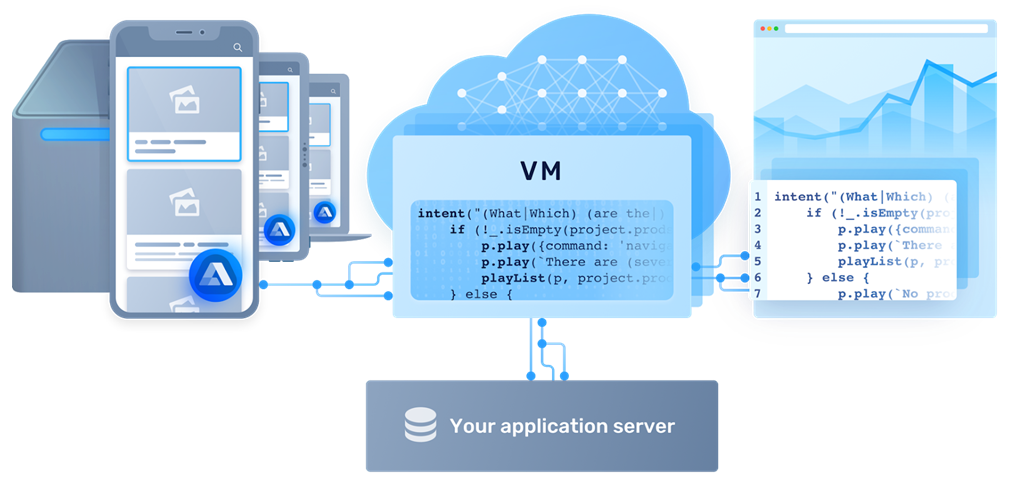 VM
intent("(What|Which) (are the|)
if (!_.isEmpty(project.prod
p.play({command: 'navig
p.play(`There are (seve
playList(p, project.pro
} else {
1 intent("(What|Which) (
2 if (!_.isEmpty(pro
3 p.play({comman
4 p.play(`There
5 playList(p, pr
6 } else {
7 p.play(`No pro
Your application server